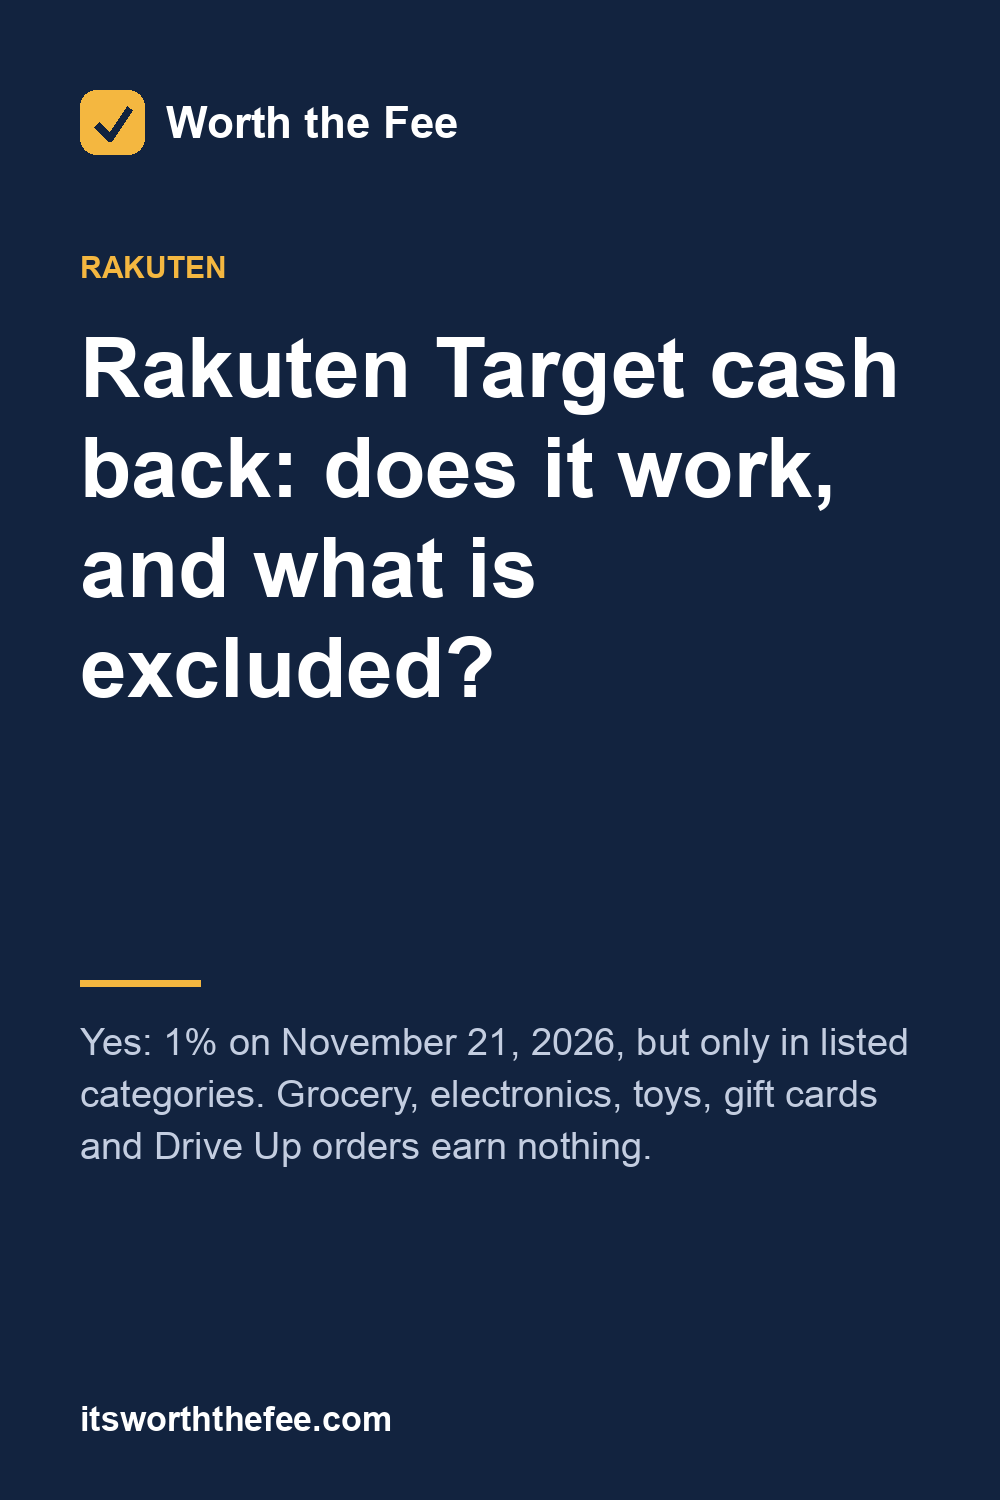 Worth the Fee
RAKUTEN
Rakuten Target cash
back: does it work,
and what is
excluded?
Yes: 1% on November 21, 2026, but only in listed
categories. Grocery, electronics, toys, gift cards
and Drive Up orders earn nothing.
itsworththefee.com